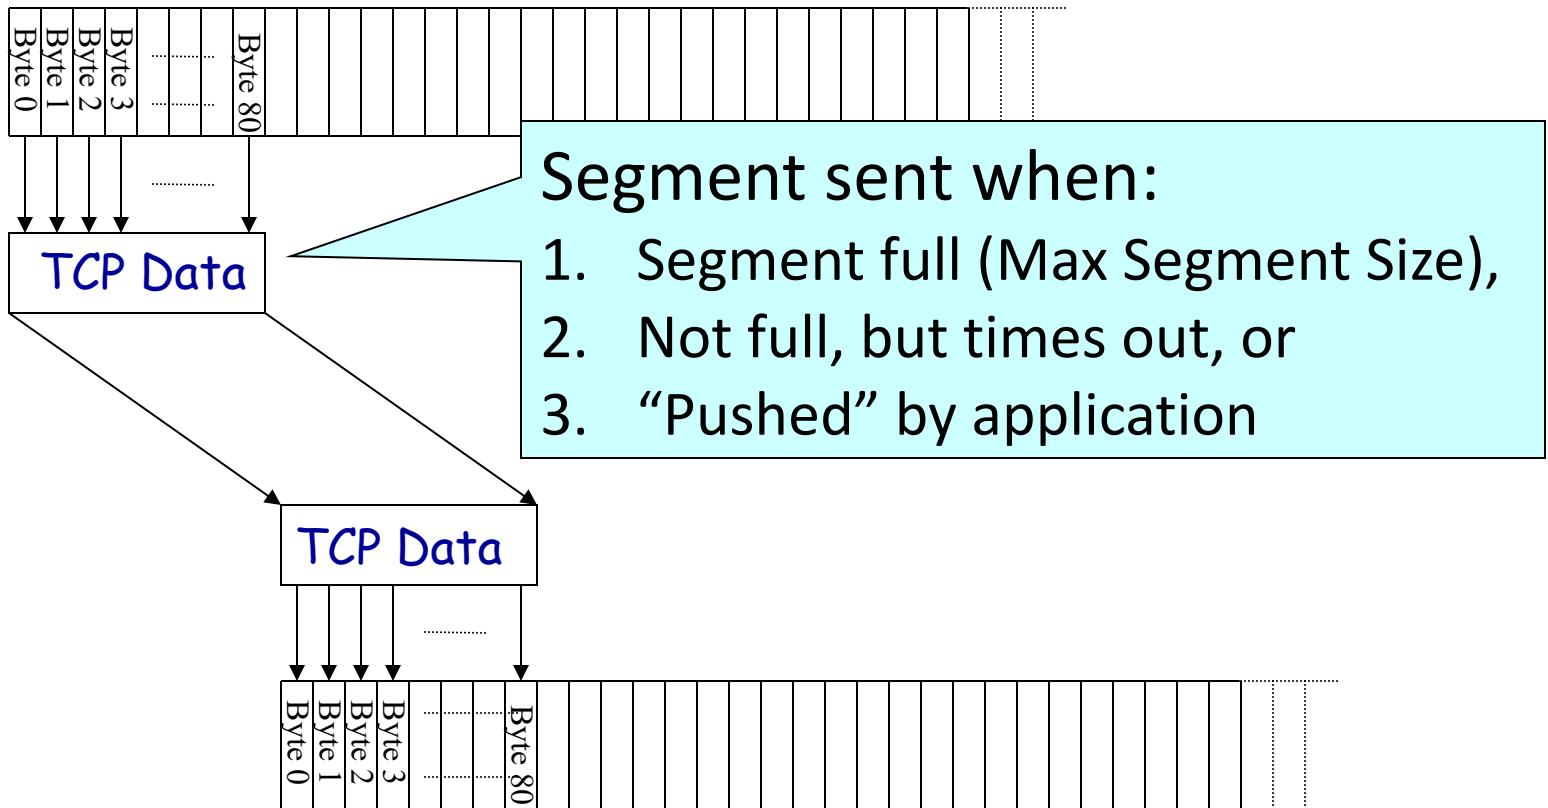 Byte 0
Byte 1
Byte 2
Byte 3
Byte 80
Segment sent when:
1. Segment full (Max Segment Size),
2. Not full, but times out, or
3. “Pushed” by application
TCP Data
TCP Data
Byte 0
Byte 1
Byte 2
Byte 3
Byte 80